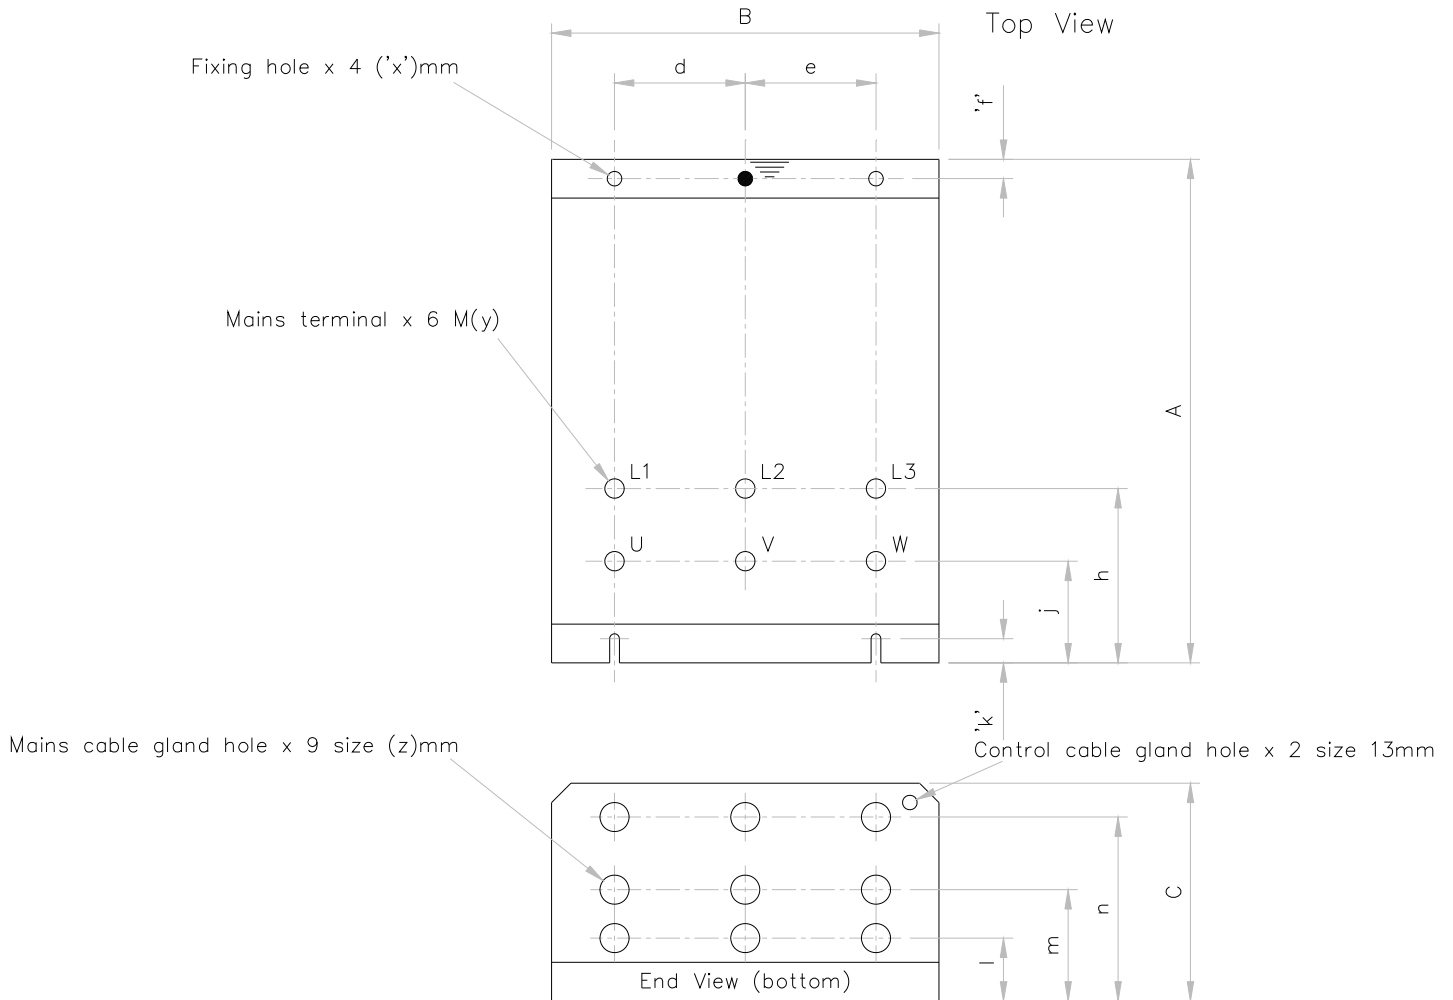 B
Top View
Fixing hole x 4 ('x')mm
d
e
'f'
Mains terminal x 6 M(y)
A
L1
L2
L3
U
V
W
h
j
'k'
Mains cable gland hole x 9 size (z)mm
Control cable gland hole x 2 size 13mm
C
n
m
l
End View (bottom)